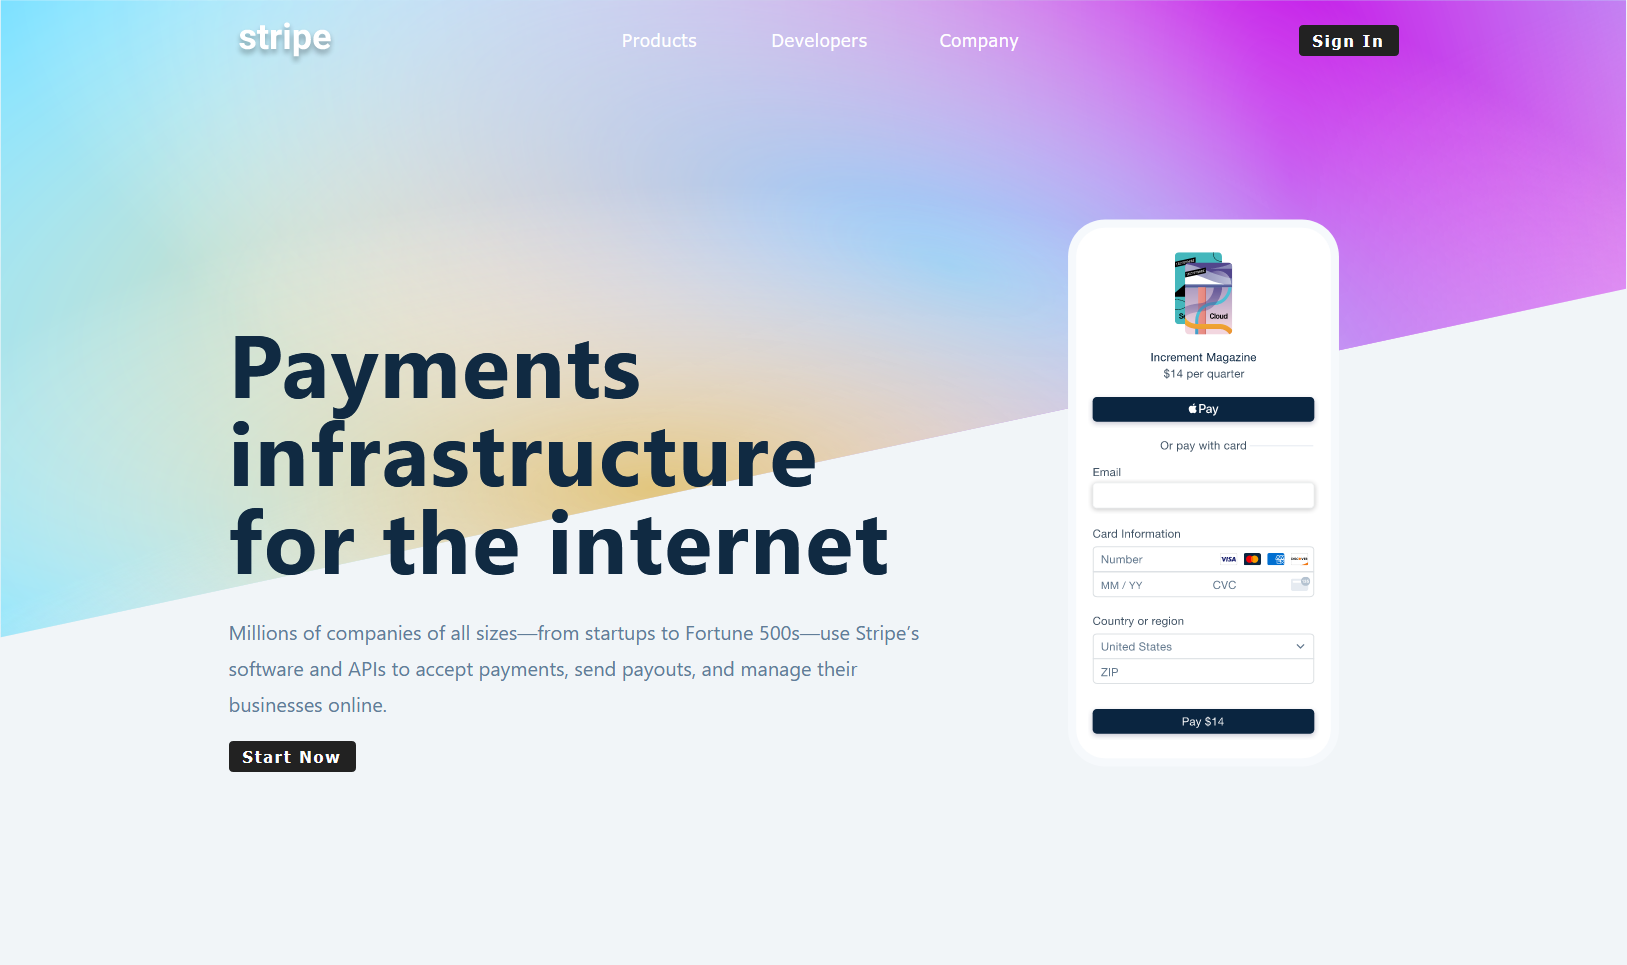 stripe
Products
Developers
Company
Sign In
Payments
infrastructure
for the internet
Millions of companies of all sizes—from startups to Fortune 500s—use Stripe’s
software and APIs to accept payments, send payouts, and manage their
businesses online.
Start Now
Cloud
Increment Magazine
$14 per quarter
Pay
Or pay with card
Email
Card Information
Number
VISA
DISCOVER
MM / YY
CVC
Country or region
United States
ZIP
Pay $14